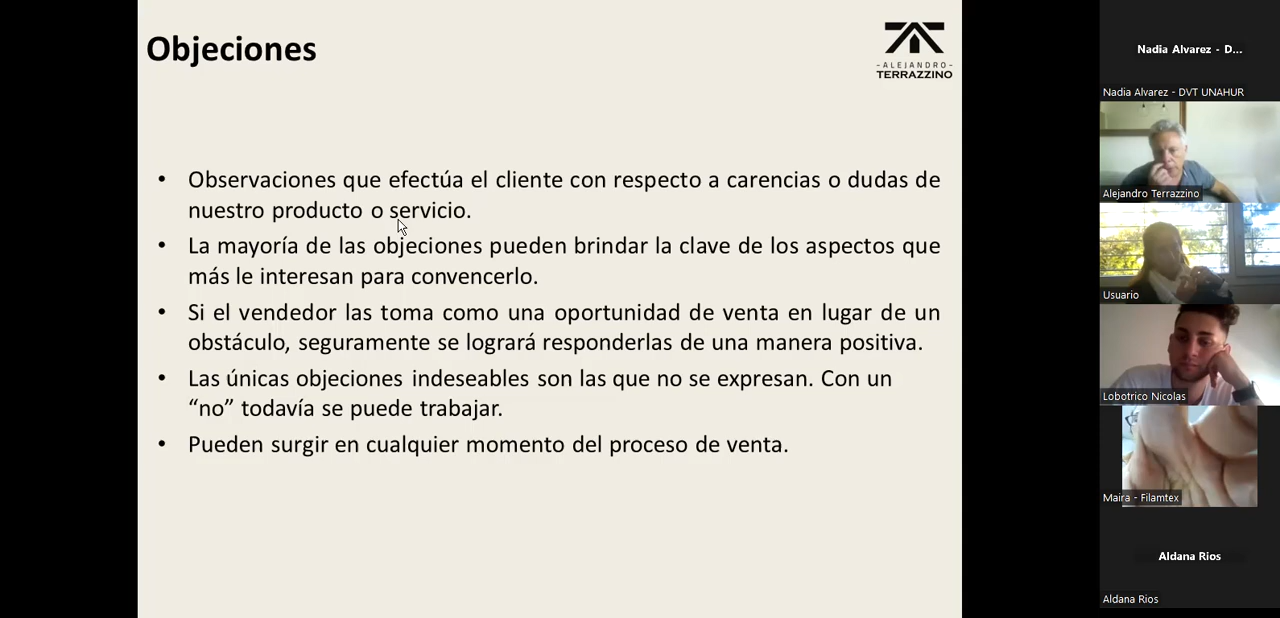 Objeciones
-ALEJANDRO-
TERRAZZINO
• Observaciones que efectúa el cliente con respecto a carencias o dudas de
nuestro producto o servicio.
• La mayoría de las objeciones pueden brindar la clave de los aspectos que
más le interesan para convencerlo.
• Si el vendedor las toma como una oportunidad de venta en lugar de un
obstáculo, seguramente se logrará responderlas de una manera positiva.
• Las únicas objeciones indeseables son las que no se expresan. Con un
“no” todavía se puede trabajar.
• Pueden surgir en cualquier momento del proceso de venta.
Nadia Alvarez - D...
Nadia Alvarez - DVT UNAHUR
Alejandro Terrazzino
Usuario
Lobotrico Nicolas
Maira - Filamtex
Aldana Rios
Aldana Rios